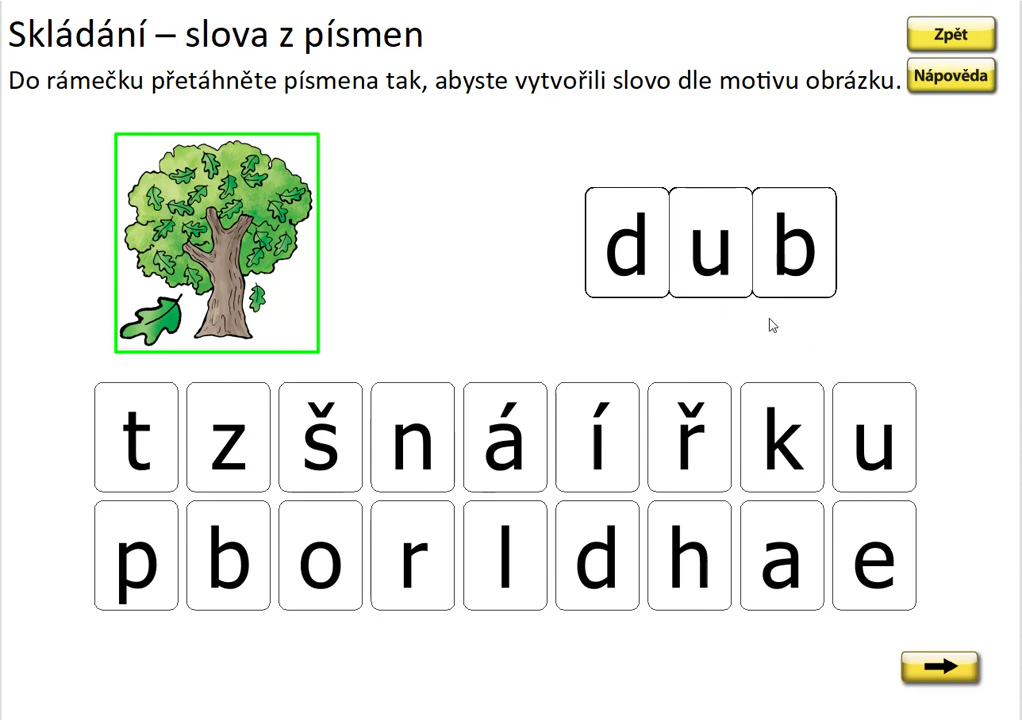 Skládání – slova z písmen
Zpět
Do rámečku přetáhněte písmena tak, abyste vytvořili slovo dle motivu obrázku.
Nápověda
d u b
t z š n á í ř k u
p b o r l d h a e